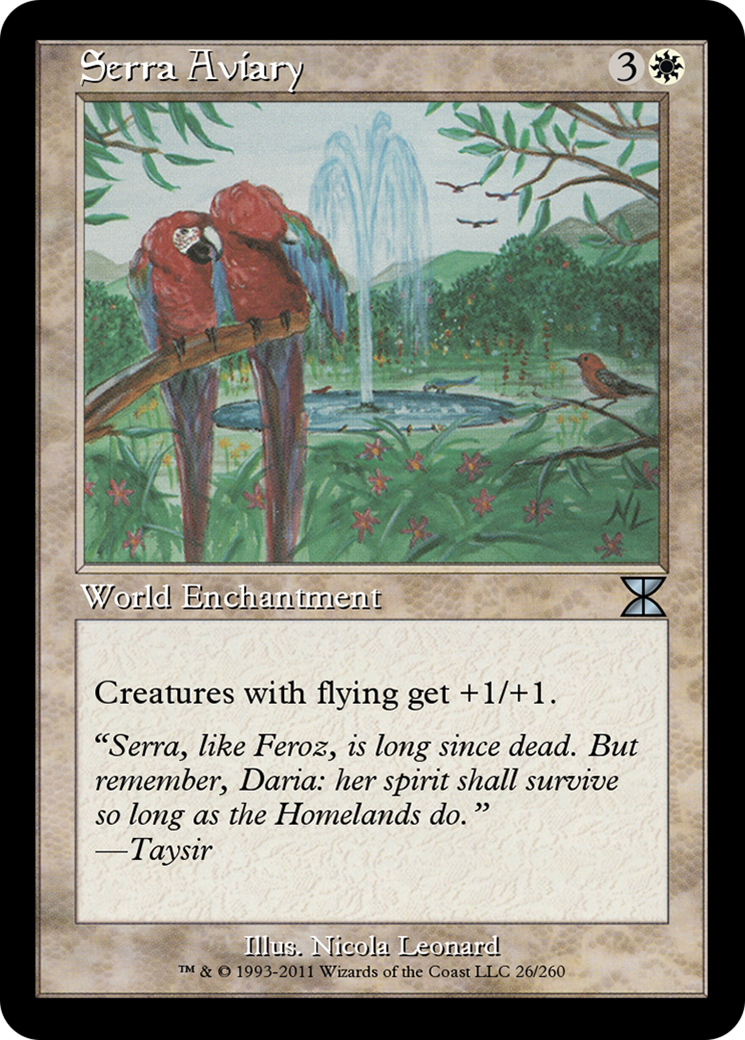 Serra Aviary 3
NL
World Enchantment
Creatures with flying get +1/+1.
“Serra, like Feroz, is long since dead. But
remember, Daria: her spirit shall survive
so long as the Homelands do.”
—Taysir
Illus. Nicola Leonard
™ & © 1993-2011 Wizards of the Coast LLC 26/260